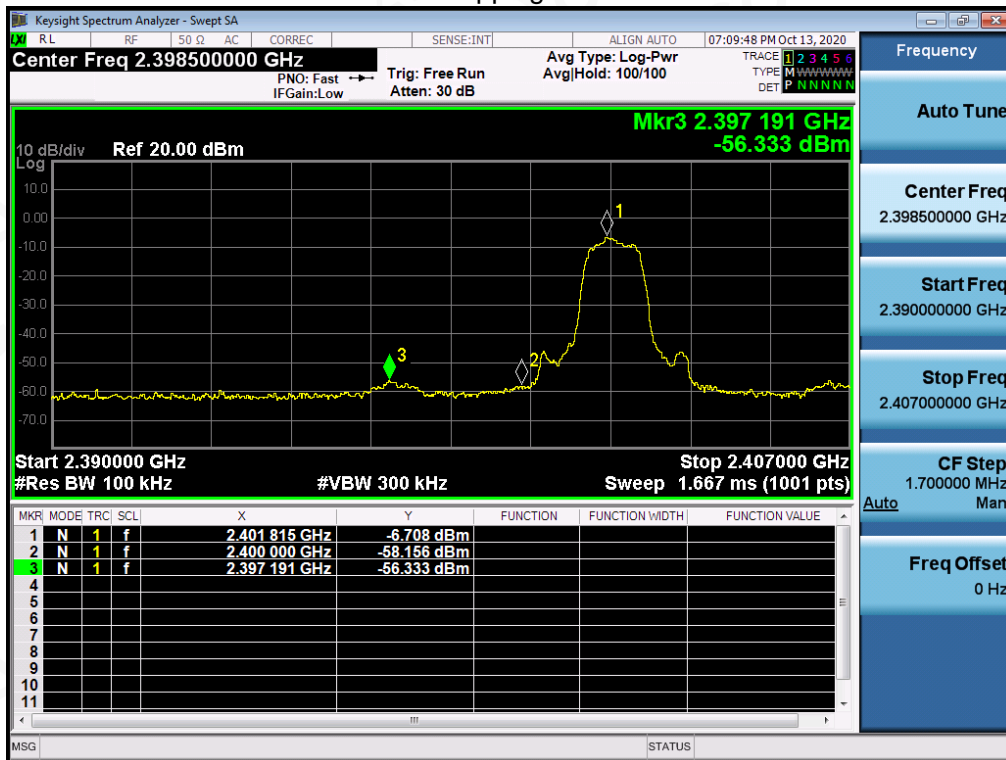 pping
Keysight Spectrum Analyzer - Swept SA
LXI RL RF 50 Ω AC CORREC SENSE:INT ALIGN AUTO 07:09:48 PM Oct 13, 2020
Center Freq 2.398500000 GHz
PNO: Fast
IFGain:Low
Trig: Free Run
Atten: 30 dB
Avg Type: Log-Pwr
Avg|Hold: 100/100
TRACE 1 2 3 4 5 6
TYPE M WWWWW
DET P N N N N N
Mkr3 2.397 191 GHz
-56.333 dBm
10 dB/div Ref 20.00 dBm
Log
10.0
0.00
-10.0
-20.0
-30.0
-40.0
-50.0
-60.0
-70.0
1
2
3
Start 2.390000 GHz Stop 2.407000 GHz
#Res BW 100 kHz #VBW 300 kHz Sweep 1.667 ms (1001 pts)
MKR MODE TRC SCL X Y FUNCTION FUNCTION WIDTH FUNCTION VALUE
1 N 1 f 2.401 815 GHz -6.708 dBm
2 N 1 f 2.400 000 GHz -58.156 dBm
3 N 1 f 2.397 191 GHz -56.333 dBm
4
5
6
7
8
9
10
11
MSG STATUS
Frequency
Auto Tune
Center Freq
2.398500000 GHz
Start Freq
2.390000000 GHz
Stop Freq
2.407000000 GHz
CF Step
1.700000 MHz
Auto Man
Freq Offset
0 Hz